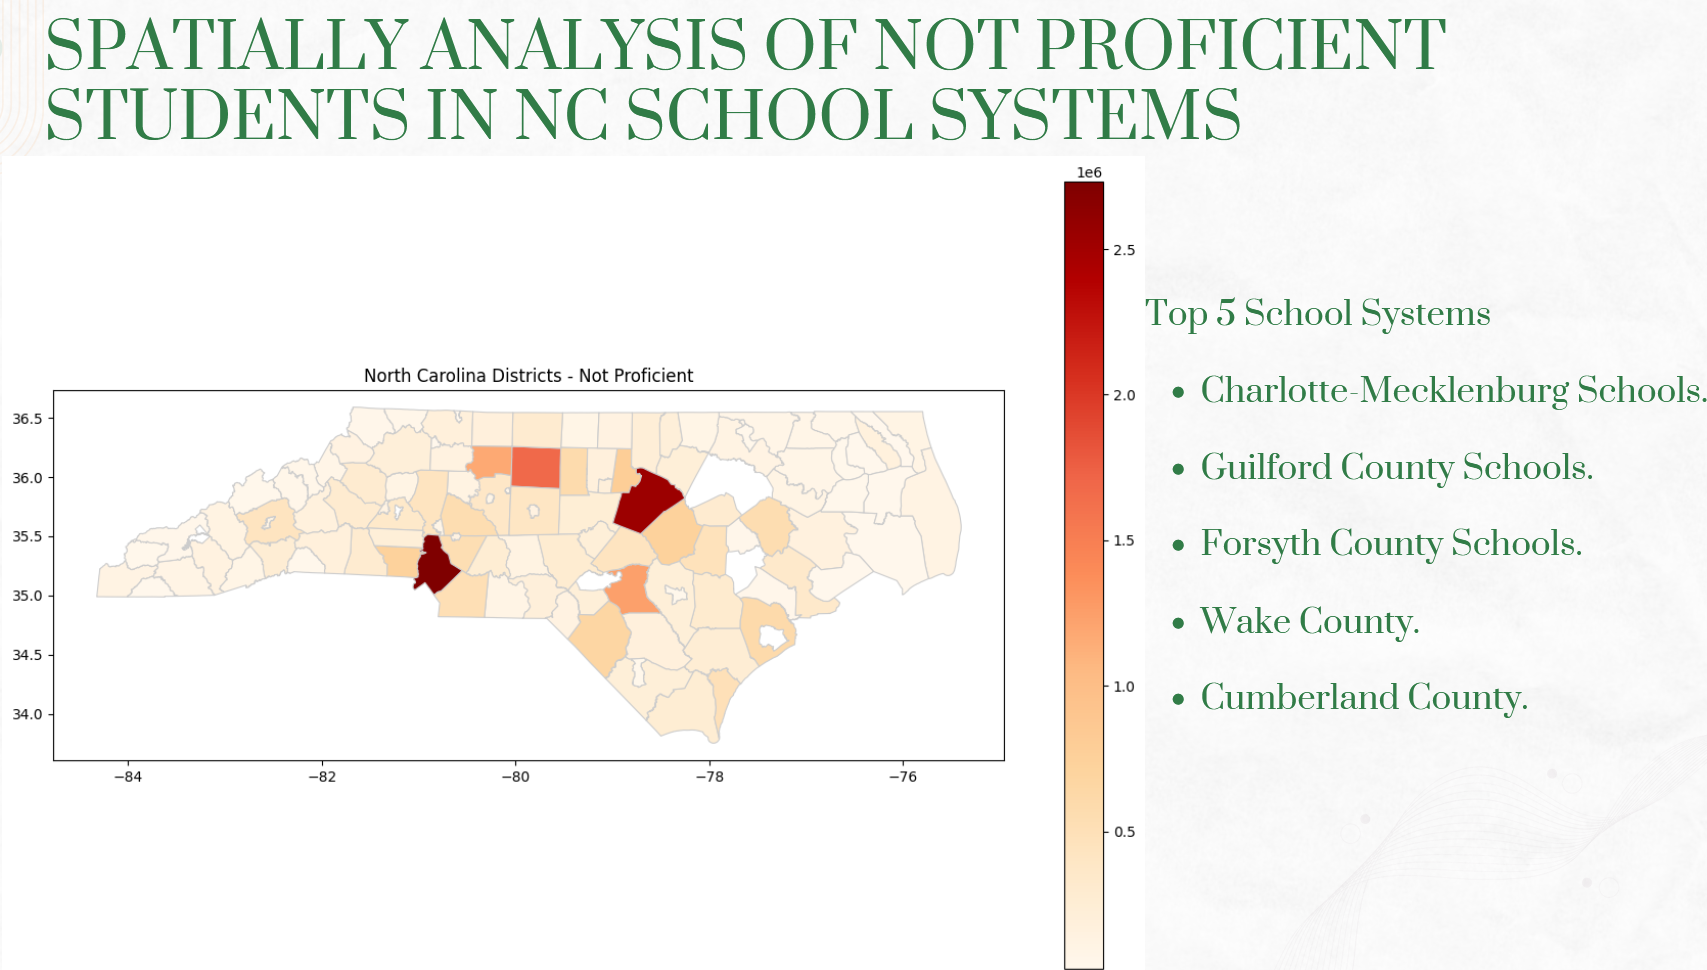 SPATIALLY ANALYSIS OF NOT PROFICIENT
STUDENTS IN NC SCHOOL SYSTEMS
1e6
2.5
2.0
1.5
1.0
0.5
North Carolina Districts - Not Proficient
36.5
36.0
35.5
35.0
34.5
34.0
−84
−82
−80
−78
−76
Top 5 School Systems
• Charlotte-Mecklenburg Schools.
• Guilford County Schools.
• Forsyth County Schools.
• Wake County.
• Cumberland County.